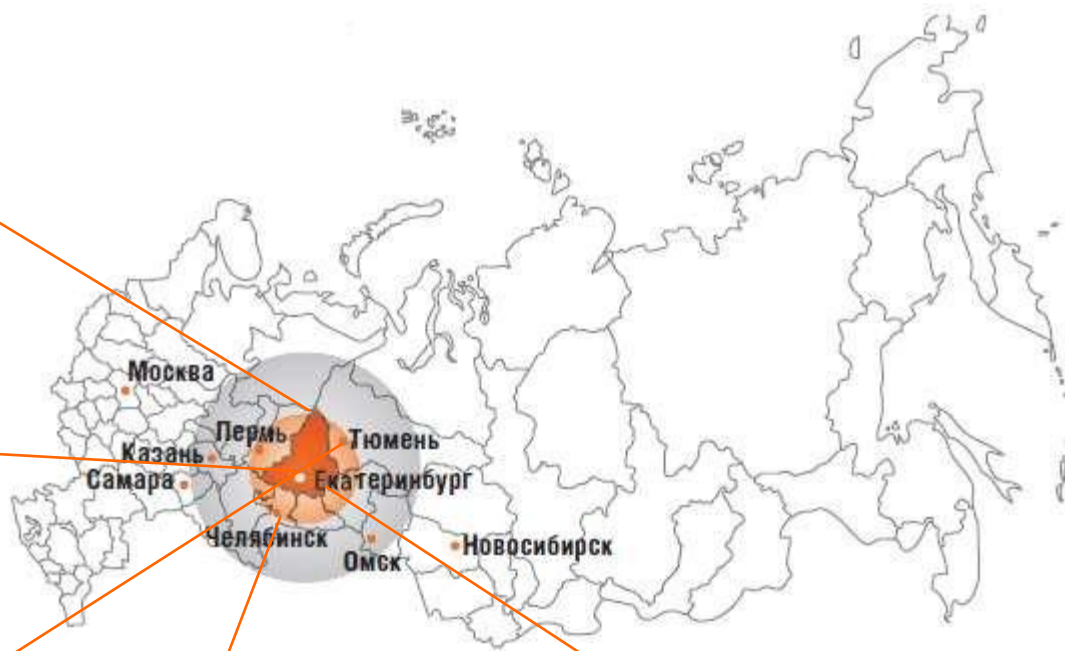 Москва
Пермь
Тюмень
Казань
Екатеринбург
Самара
Челябинск
Новосибирск
Омск